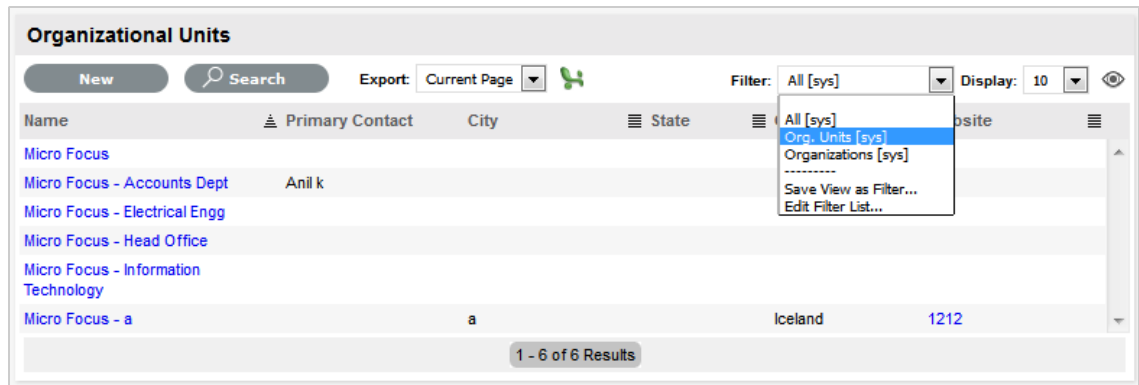 Organizational Units
New Search Export: Current Page Filter: All [sys] Display: 10
Name Primary Contact City State
All [sys]
Org. Units [sys]
Organizations [sys]
---------
Save View as Filter...
Edit Filter List...
Micro Focus
Micro Focus - Accounts Dept Anil k
Micro Focus - Electrical Engg
Micro Focus - Head Office
Micro Focus - Information
Technology
Micro Focus - a a Iceland 1212
1 - 6 of 6 Results